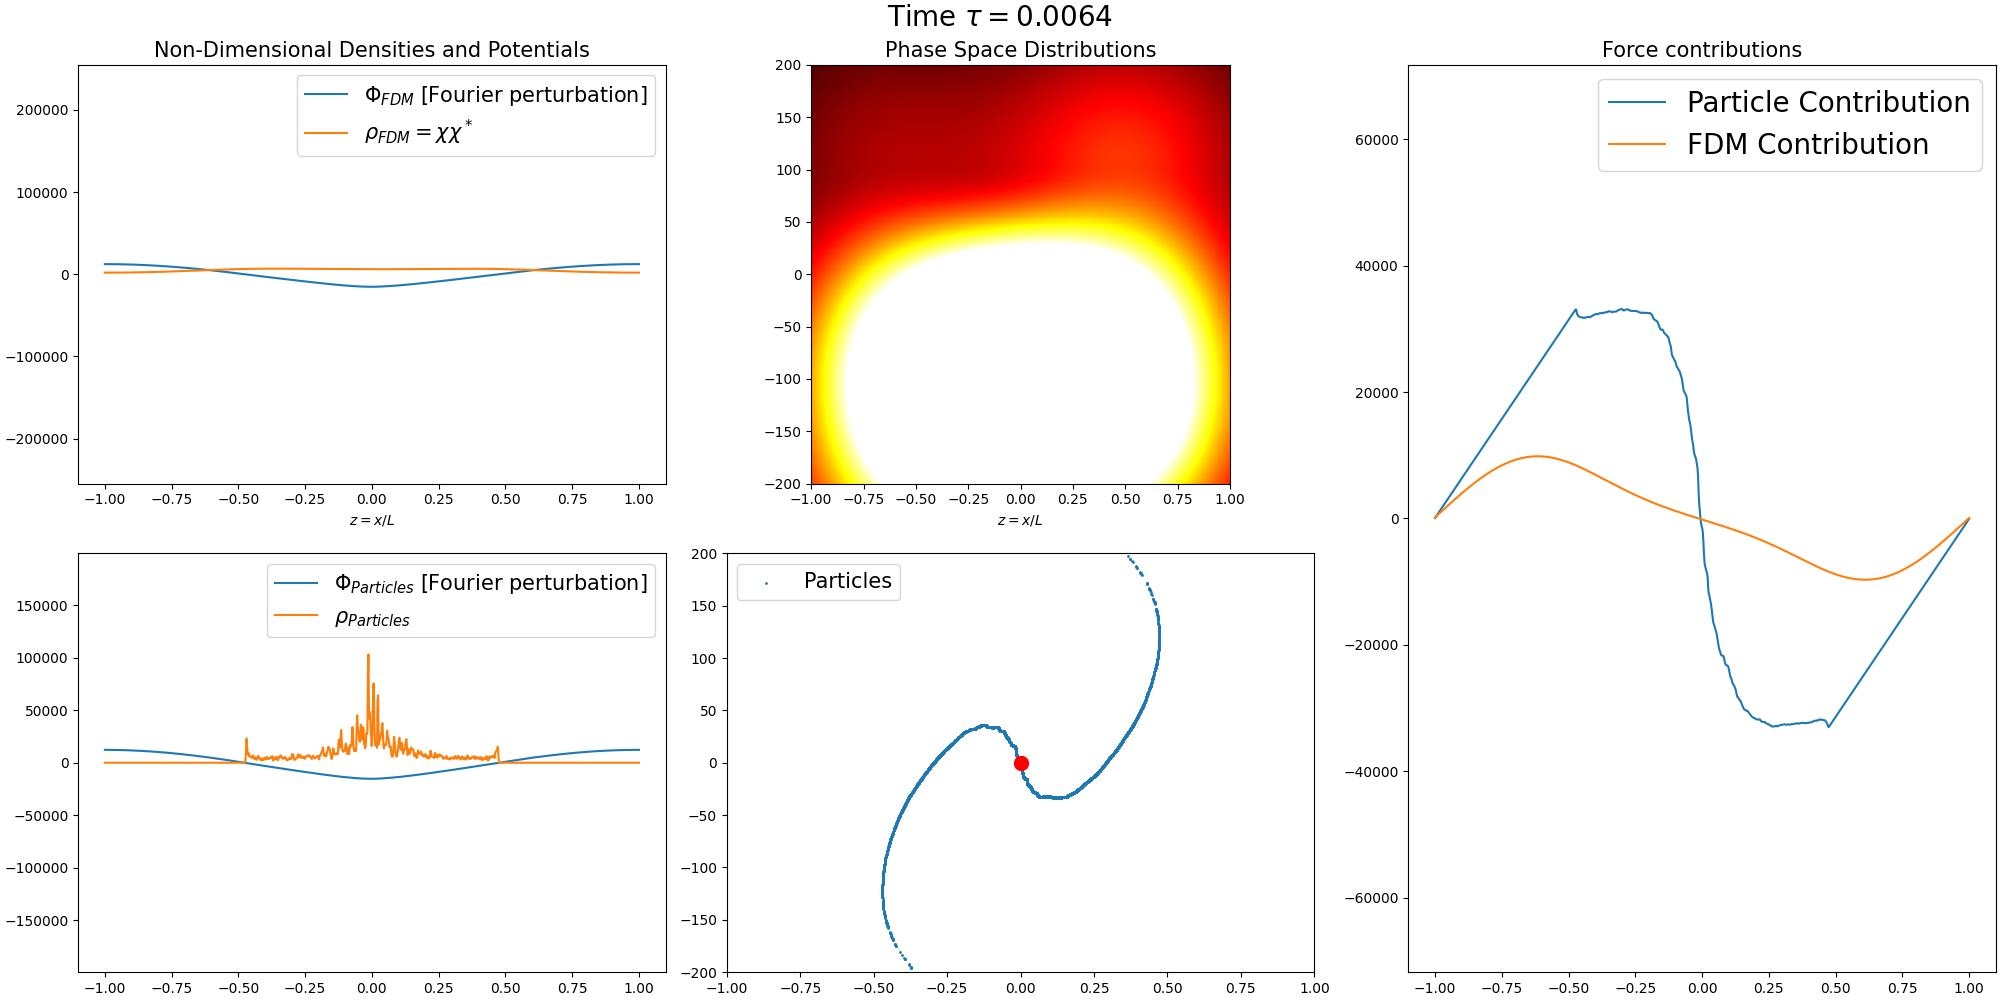 Time τ = 0.0064
Non-Dimensional Densities and Potentials
Φ_FDM [Fourier perturbation]
ρ_FDM = χχ*
200000
100000
0
−100000
−200000
−1.00 −0.75 −0.50 −0.25 0.00 0.25 0.50 0.75 1.00
z = x/L
Phase Space Distributions
200
150
100
50
0
−50
−100
−150
−200
−1.00 −0.75 −0.50 −0.25 0.00 0.25 0.50 0.75 1.00
z = x/L
Force contributions
Particle Contribution
FDM Contribution
60000
40000
20000
0
−20000
−40000
−60000
−1.00 −0.75 −0.50 −0.25 0.00 0.25 0.50 0.75 1.00
Φ_Particles [Fourier perturbation]
ρ_Particles
150000
100000
50000
0
−50000
−100000
−150000
−1.00 −0.75 −0.50 −0.25 0.00 0.25 0.50 0.75 1.00
Particles
200
150
100
50
0
−50
−100
−150
−200
−1.00 −0.75 −0.50 −0.25 0.00 0.25 0.50 0.75 1.00